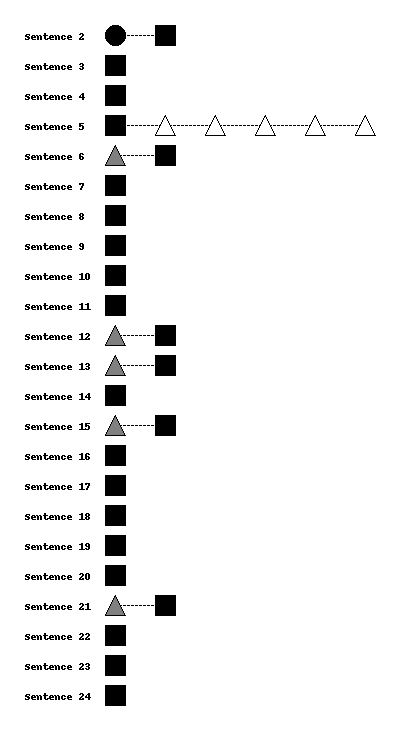 Sentence 2
Sentence 3
Sentence 4
Sentence 5
Sentence 6
Sentence 7
Sentence 8
Sentence 9
Sentence 10
Sentence 11
Sentence 12
Sentence 13
Sentence 14
Sentence 15
Sentence 16
Sentence 17
Sentence 18
Sentence 19
Sentence 20
Sentence 21
Sentence 22
Sentence 23
Sentence 24